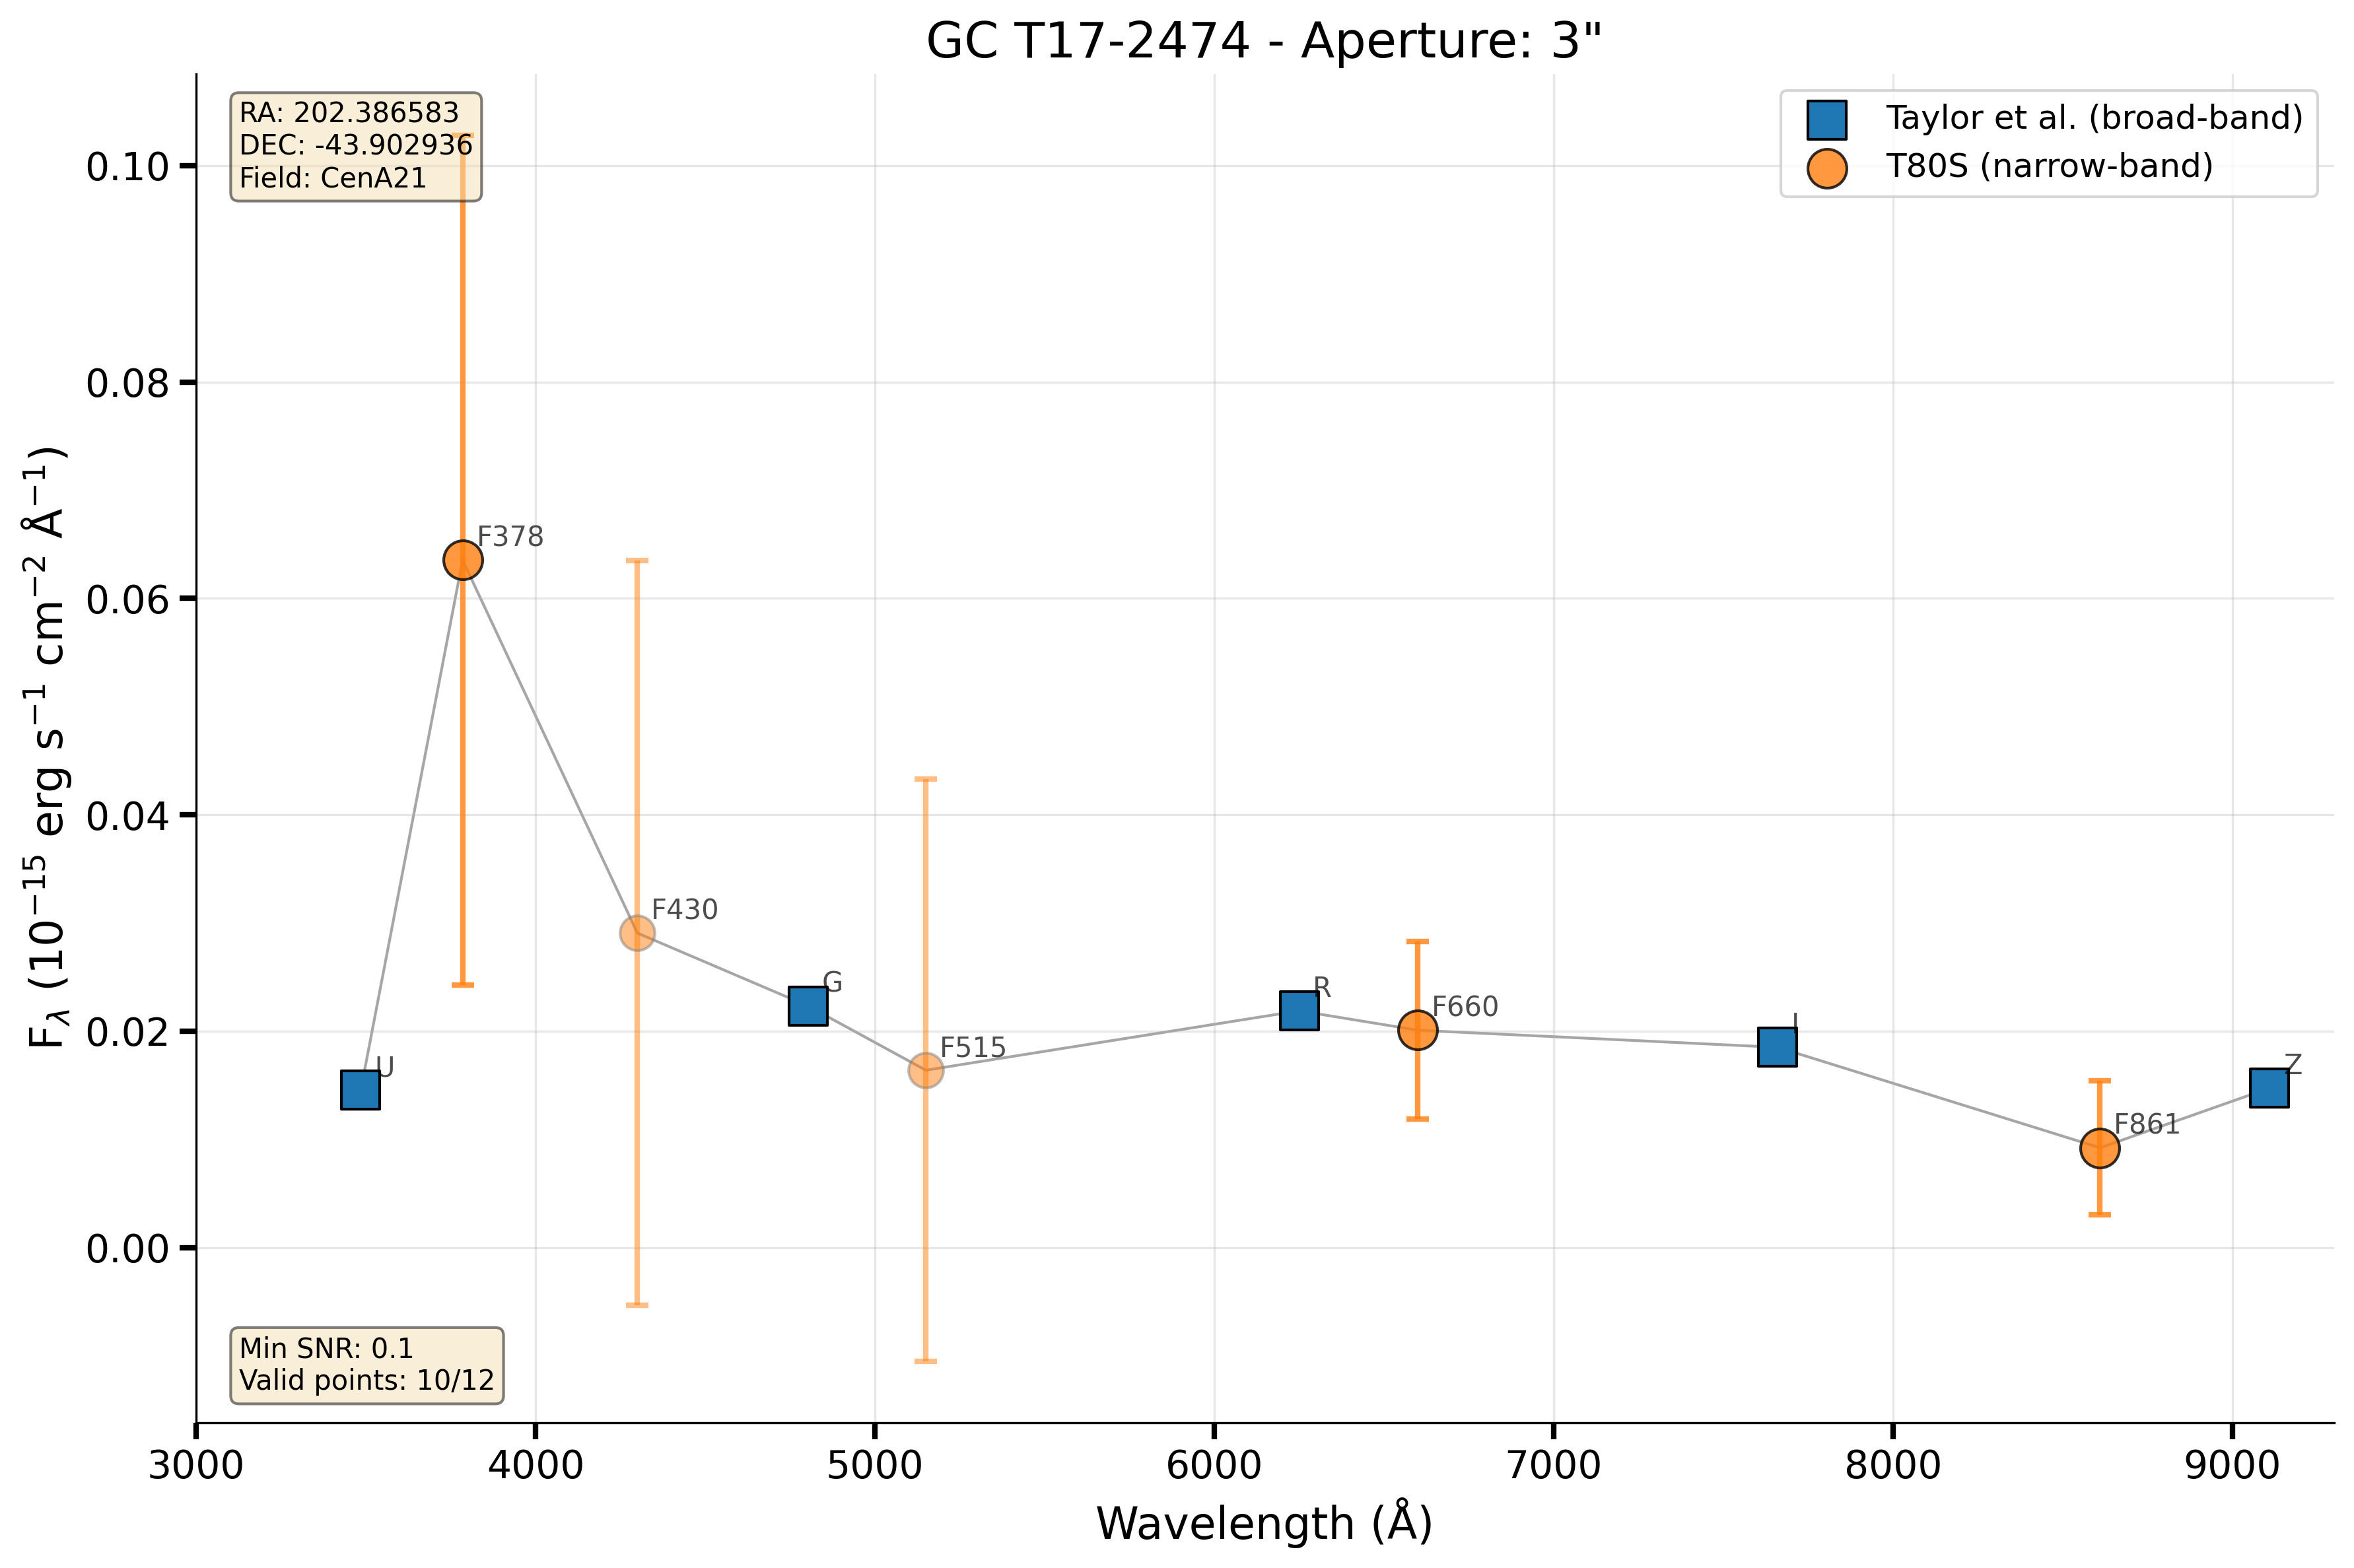 GC T17-2474 - Aperture: 3"
RA: 202.386583
DEC: -43.902936
Field: CenA21
Taylor et al. (broad-band)
T80S (narrow-band)
0.10
0.08
0.06
0.04
0.02
0.00
F_λ (10⁻¹⁵ erg s⁻¹ cm⁻² Å⁻¹)
U
F378
F430
G
F515
R
F660
I
F861
Z
Min SNR: 0.1
Valid points: 10/12
3000 4000 5000 6000 7000 8000 9000
Wavelength (Å)